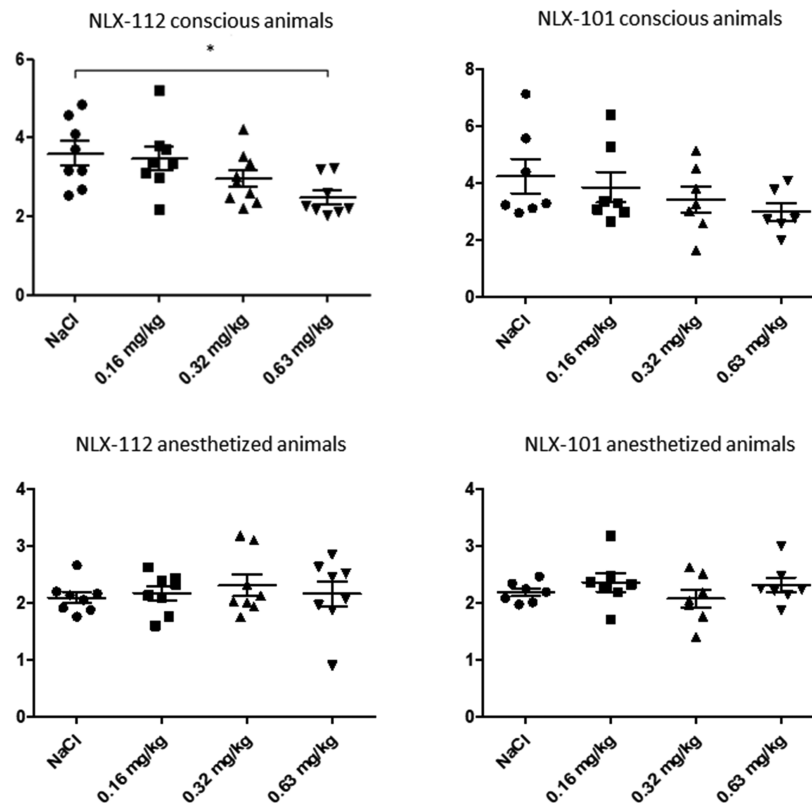 NLX-112 conscious animals
*
6
4
2
0
NaCl
0.16 mg/kg
0.32 mg/kg
0.63 mg/kg
NLX-101 conscious animals
8
6
4
2
0
NaCl
0.16 mg/kg
0.32 mg/kg
0.63 mg/kg
NLX-112 anesthetized animals
4
3
2
1
0
NaCl
0.16 mg/kg
0.32 mg/kg
0.63 mg/kg
NLX-101 anesthetized animals
4
3
2
1
0
NaCl
0.16 mg/kg
0.32 mg/kg
0.63 mg/kg